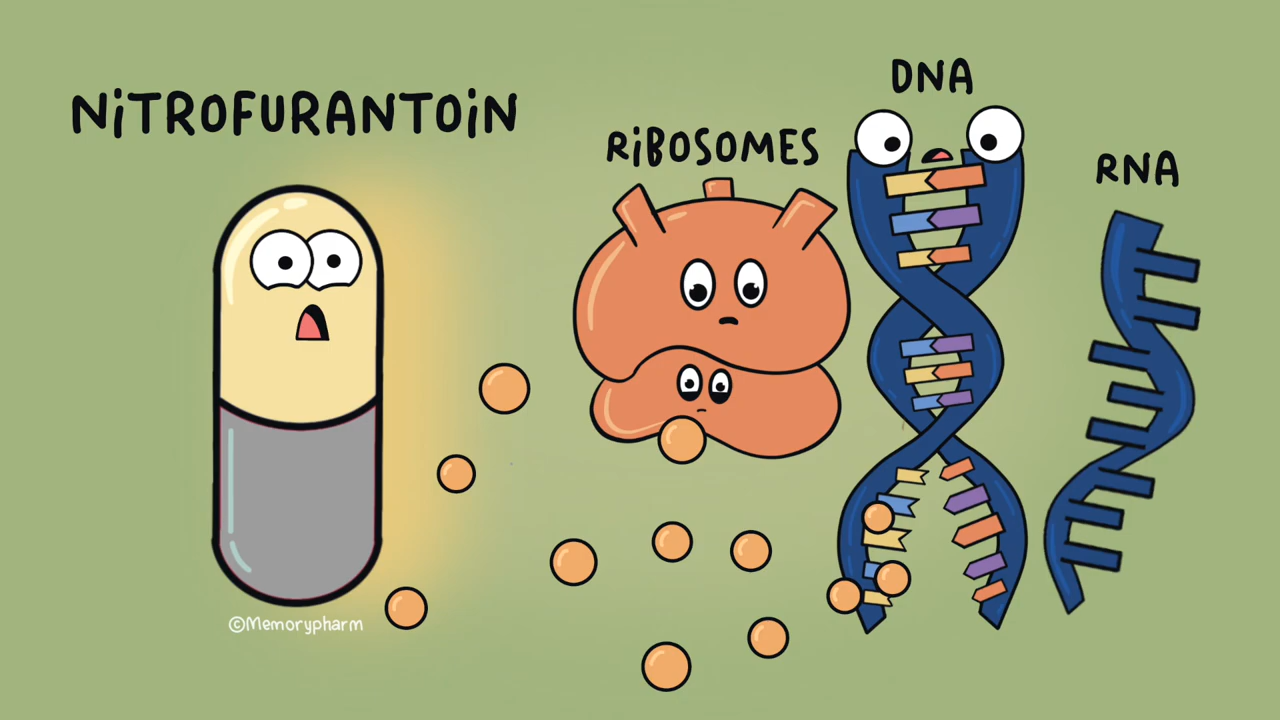 NiTROFURANTOiN
RiBOSOMES
DNA
RNA
©Memorypharm